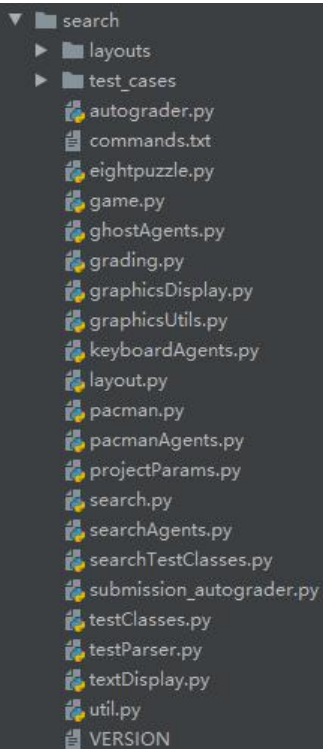 search
layouts
test_cases
autograder.py
commands.txt
eightpuzzle.py
game.py
ghostAgents.py
grading.py
graphicsDisplay.py
graphicsUtils.py
keyboardAgents.py
layout.py
pacman.py
pacmanAgents.py
projectParams.py
search.py
searchAgents.py
searchTestClasses.py
submission_autograder.py
testClasses.py
testParser.py
textDisplay.py
util.py
VERSION